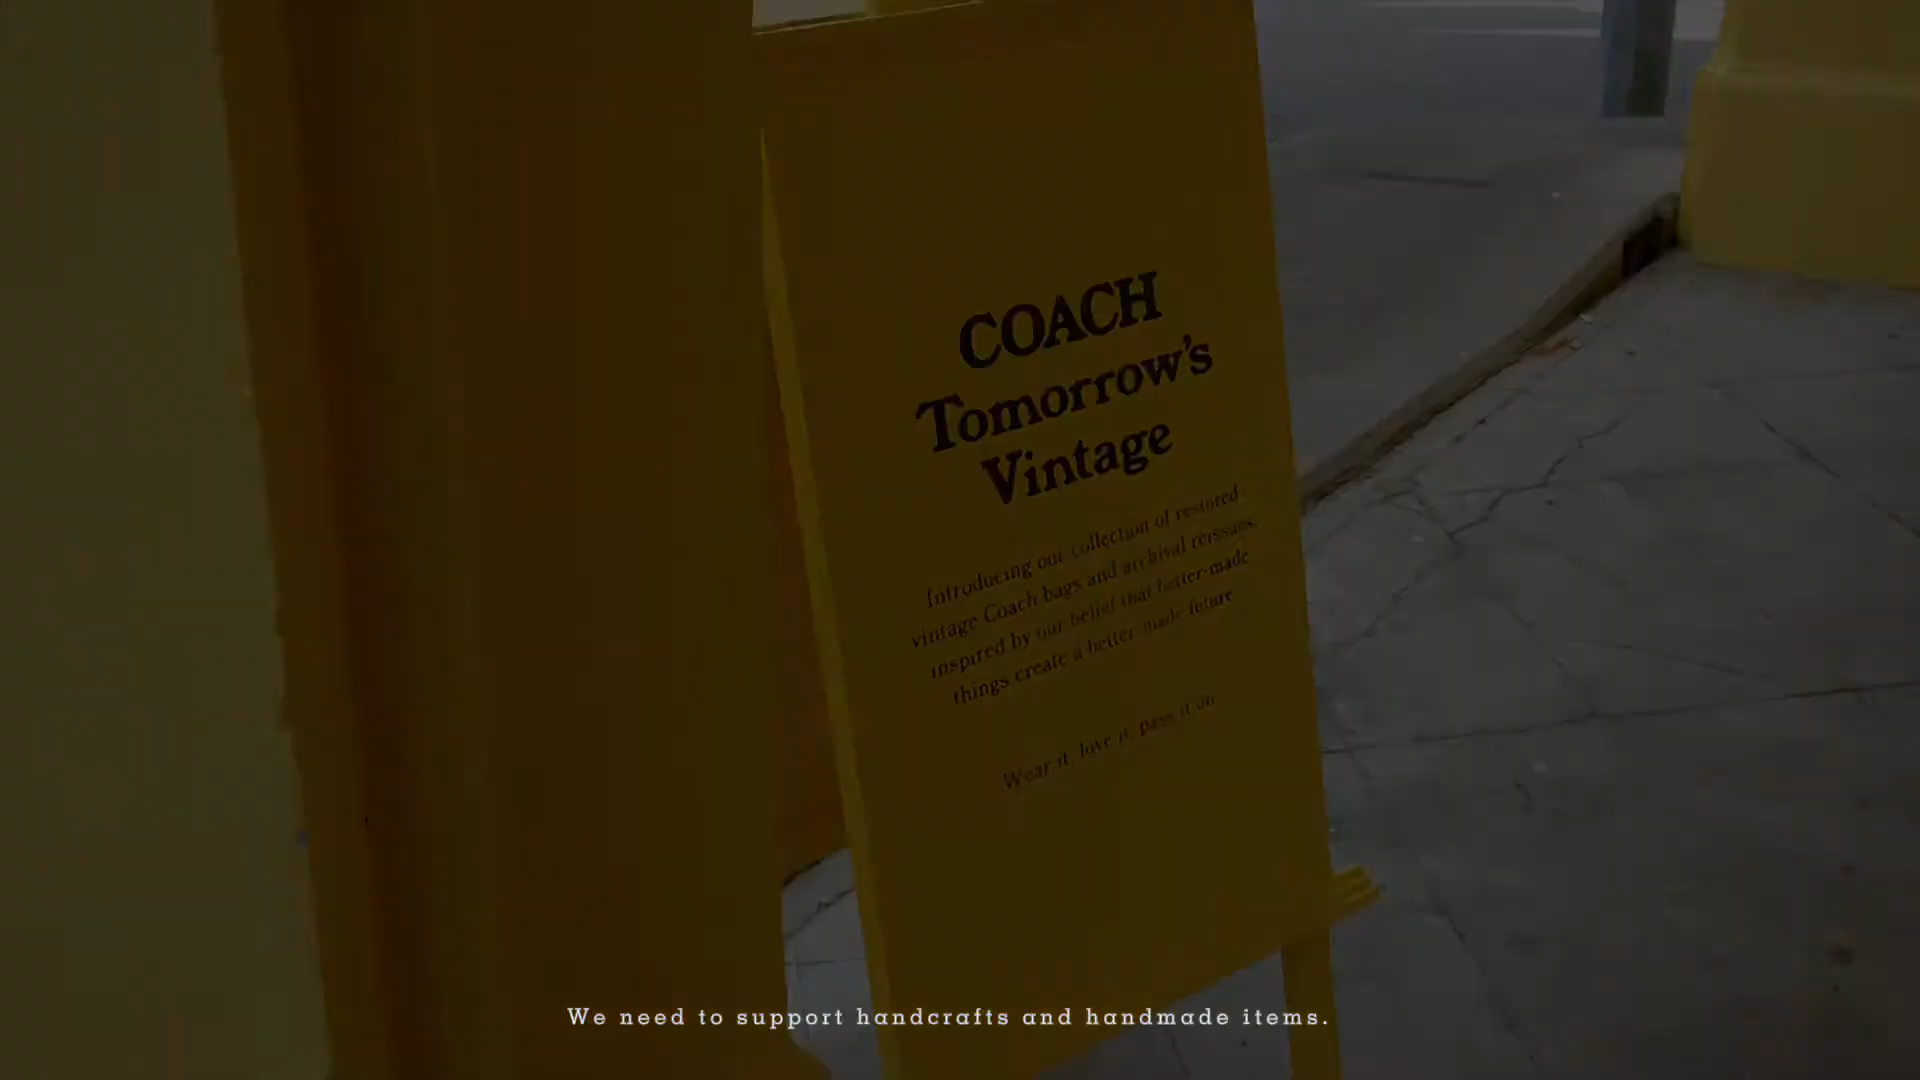 COACH
Tomorrow's
Vintage
Introducing our collection of restored
vintage Coach bags and archival reissues,
inspired by our belief that better-made
things create a better-made future
Wear it, love it, pass it on
We need to support handcrafts and handmade items.